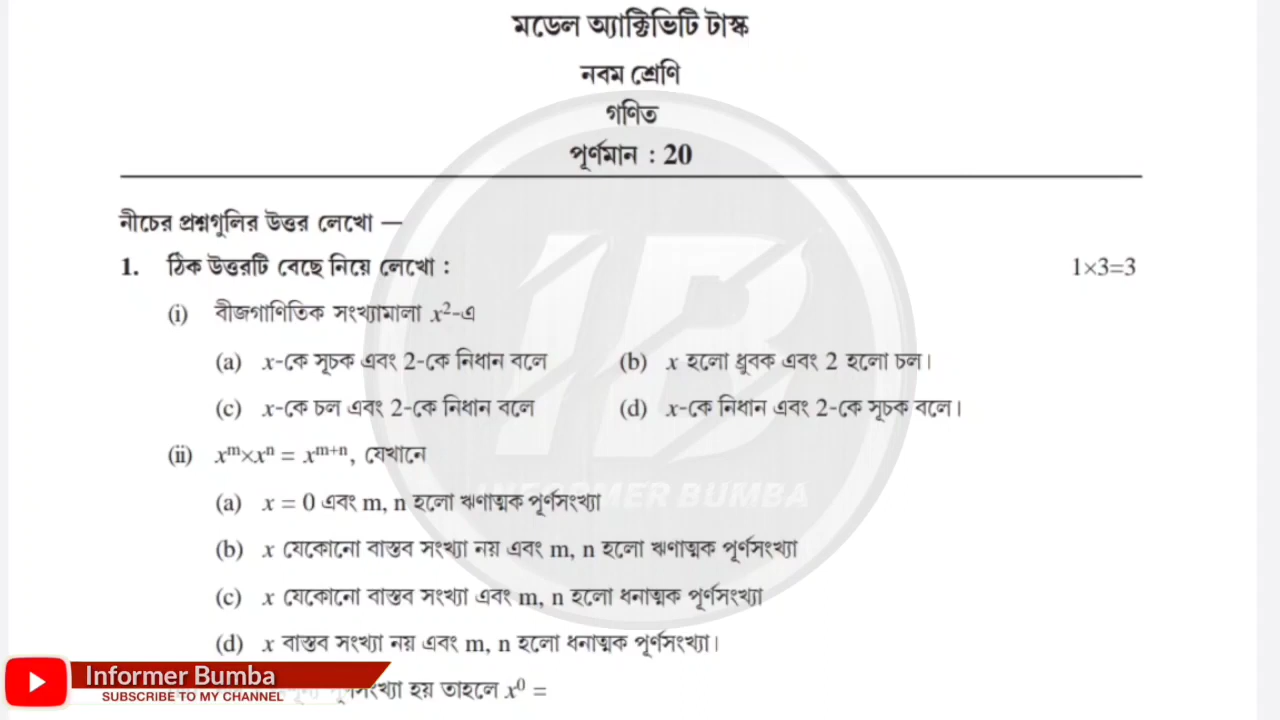 মডেল অ্যাক্টিভিটি টাস্ক
নবম শ্রেণি
গণিত
পূর্ণমান : 20
নীচের প্রশ্নগুলির উত্তর লেখো —
1. ঠিক উত্তরটি বেছে নিয়ে লেখো : 1×3=3
(i) বীজগাণিতিক সংখ্যামালা x²-এ
(a) x-কে সূচক এবং 2-কে নিধান বলে (b) x হলো ধ্রুবক এবং 2 হলো চল।
(c) x-কে চল এবং 2-কে নিধান বলে (d) x-কে নিধান এবং 2-কে সূচক বলে।
(ii) xᵐ×xⁿ = xᵐ⁺ⁿ, যেখানে
(a) x = 0 এবং m, n হলো ঋণাত্মক পূর্ণসংখ্যা
INFORMER BUMBA
(b) x যেকোনো বাস্তব সংখ্যা নয় এবং m, n হলো ঋণাত্মক পূর্ণসংখ্যা
(c) x যেকোনো বাস্তব সংখ্যা এবং m, n হলো ধনাত্মক পূর্ণসংখ্যা
(d) x বাস্তব সংখ্যা নয় এবং m, n হলো ধনাত্মক পূর্ণসংখ্যা।
পূর্ণসংখ্যা হয় তাহলে x⁰ =
Informer Bumba
SUBSCRIBE TO MY CHANNEL